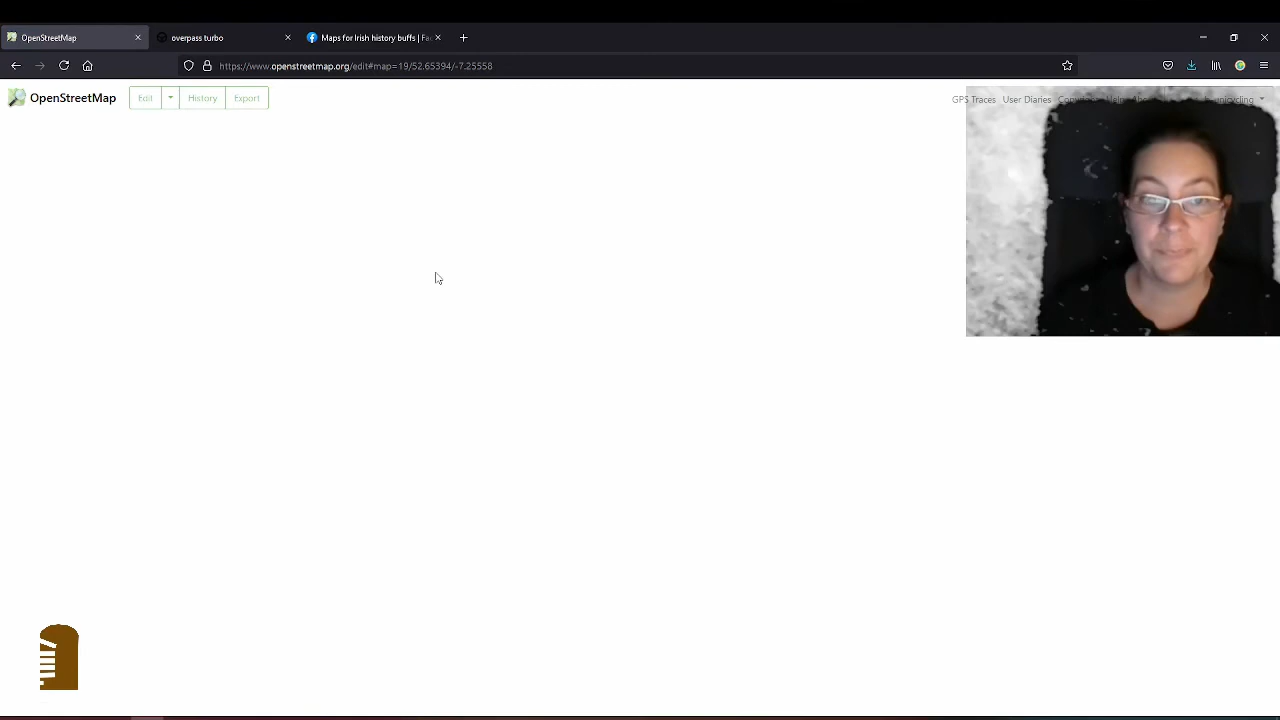 OpenStreetMap
overpass turbo
Maps for Irish history buffs | Fac
https://www.openstreetmap.org/edit#map=19/52.65394/-7.25558
OpenStreetMap
Edit
History
Export
GPS Traces
User Diaries